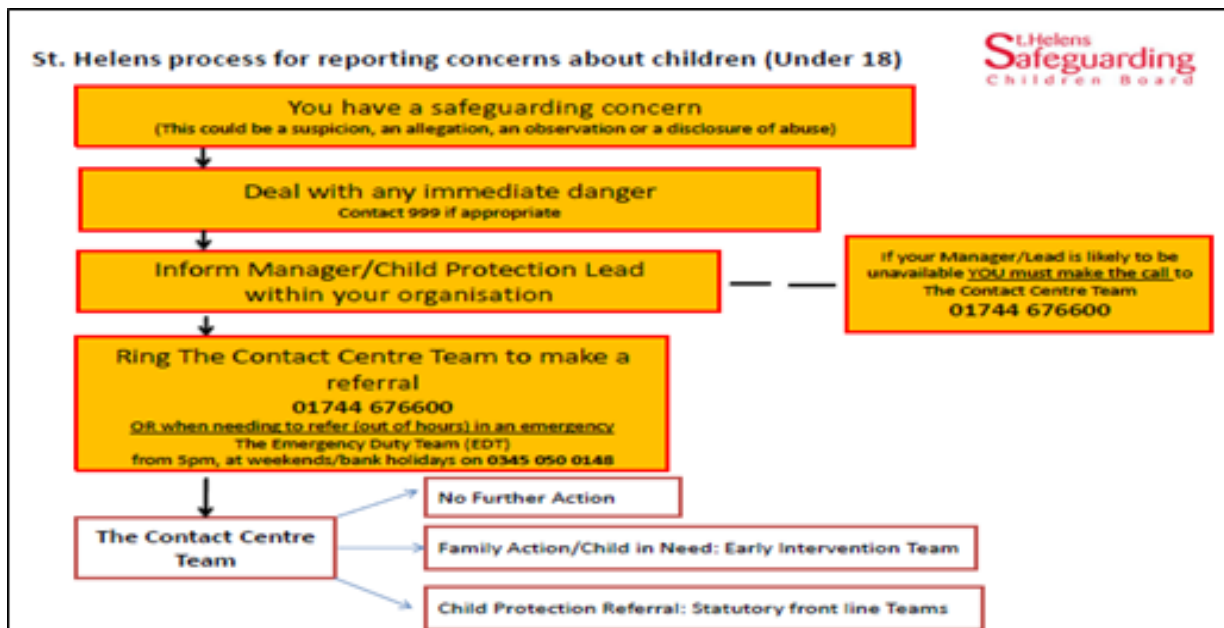 St. Helens process for reporting concerns about children (Under 18)
St.Helens
Safeguarding
Children Board
You have a safeguarding concern
(This could be a suspicion, an allegation, an observation or a disclosure of abuse)
Deal with any immediate danger
Contact 999 if appropriate
Inform Manager/Child Protection Lead
within your organisation
If your Manager/Lead is likely to be
unavailable YOU must make the call to
The Contact Centre Team
01744 676600
Ring The Contact Centre Team to make a
referral
01744 676600
OR when needing to refer (out of hours) in an emergency
The Emergency Duty Team (EDT)
from 5pm, at weekends/bank holidays on 0345 050 0148
The Contact Centre
Team
No Further Action
Family Action/Child in Need: Early Intervention Team
Child Protection Referral: Statutory front line Teams